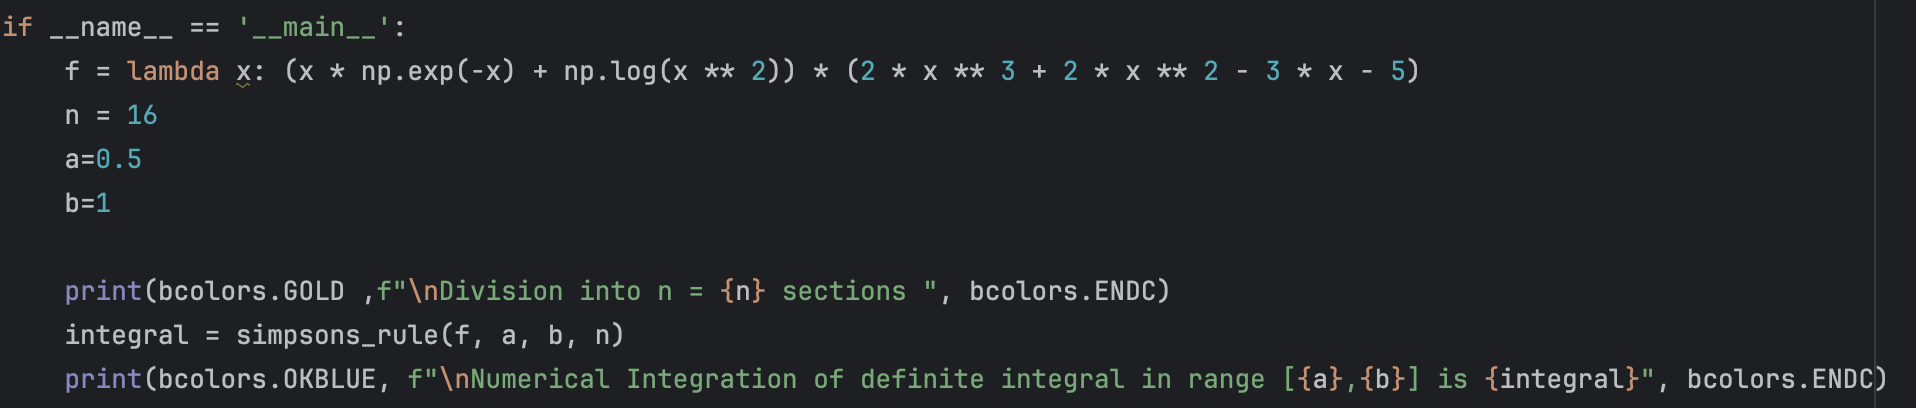 if __name__ == '__main__':
    f = lambda x: (x * np.exp(-x) + np.log(x ** 2)) * (2 * x ** 3 + 2 * x ** 2 - 3 * x - 5)
    n = 16
    a=0.5
    b=1

    print(bcolors.GOLD ,f"\nDivision into n = {n} sections ", bcolors.ENDC)
    integral = simpsons_rule(f, a, b, n)
    print(bcolors.OKBLUE, f"\nNumerical Integration of definite integral in range [{a},{b}] is {integral}", bcolors.ENDC)